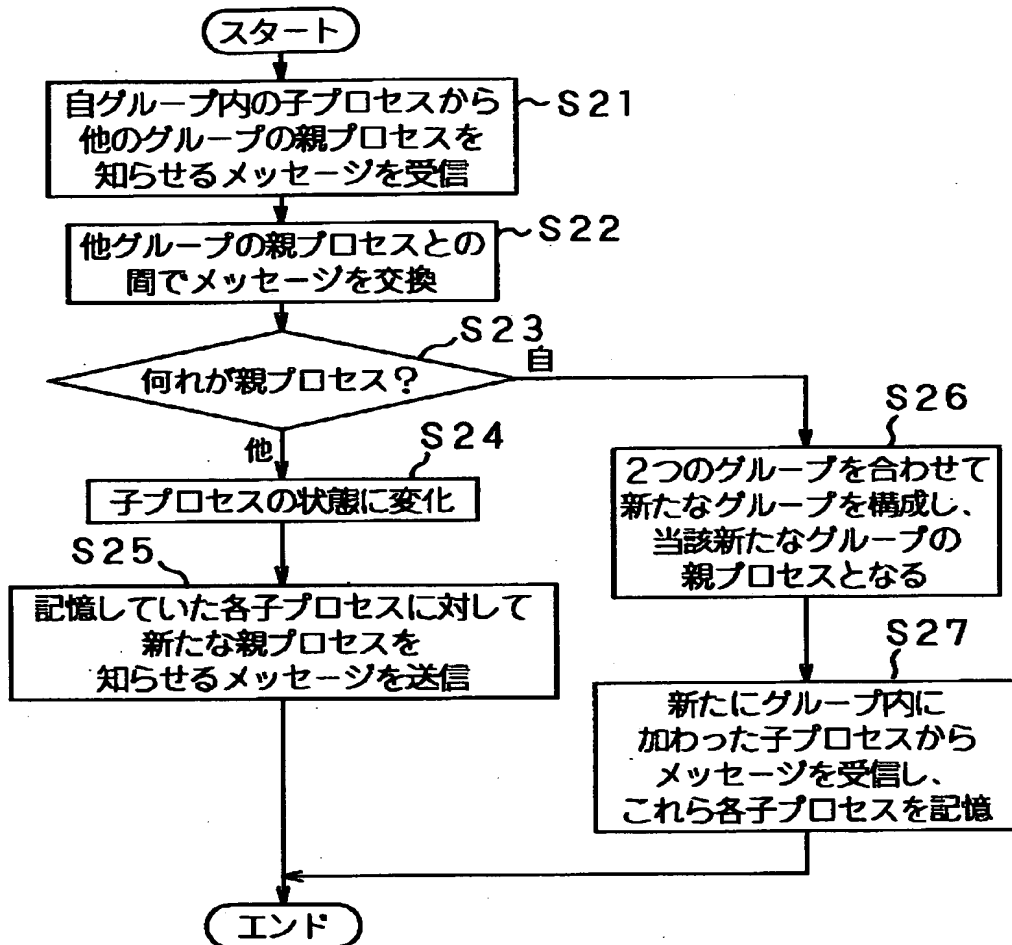 スタート
自グループ内の子プロセスから
他のグループの親プロセスを
知らせるメッセージを受信
S21
他グループの親プロセスとの
間でメッセージを交換
S22
何れが親プロセス？
S23
自
他
子プロセスの状態に変化
S24
記憶していた各子プロセスに対して
新たな親プロセスを
知らせるメッセージを送信
S25
２つのグループを合わせて
新たなグループを構成し、
当該新たなグループの
親プロセスとなる
S26
新たにグループ内に
加わった子プロセスから
メッセージを受信し、
これら各子プロセスを記憶
S27
エンド